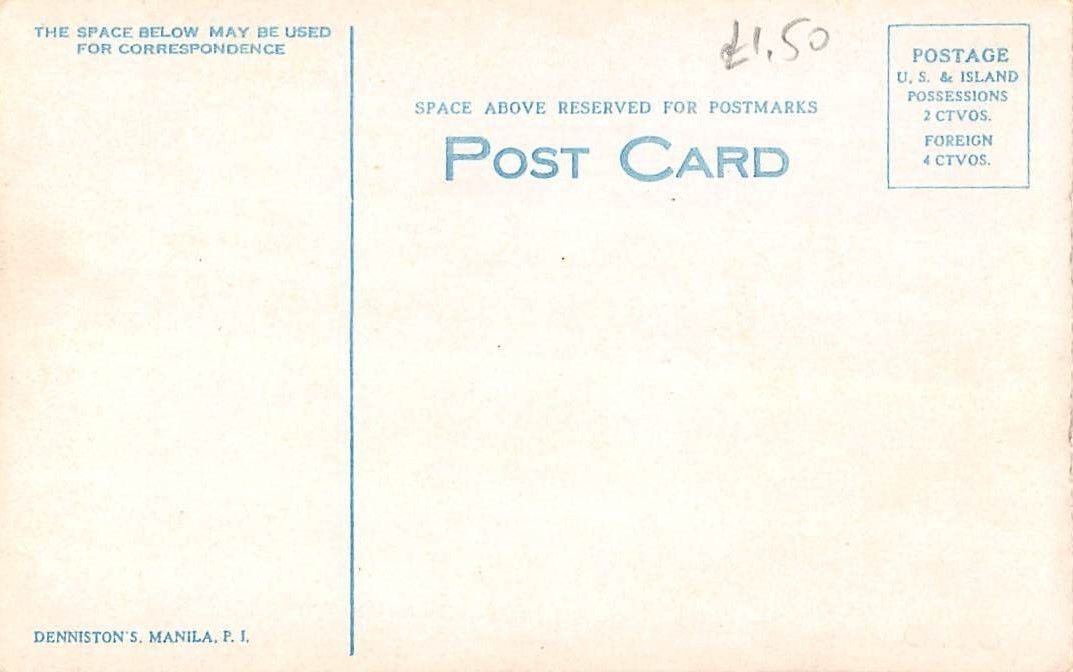 THE SPACE BELOW MAY BE USED
FOR CORRESPONDENCE
£1.50
SPACE ABOVE RESERVED FOR POSTMARKS
POST CARD
POSTAGE
U. S. & ISLAND
POSSESSIONS
2 CTVOS.
FOREIGN
4 CTVOS.
DENNISTON'S. MANILA, P. I.